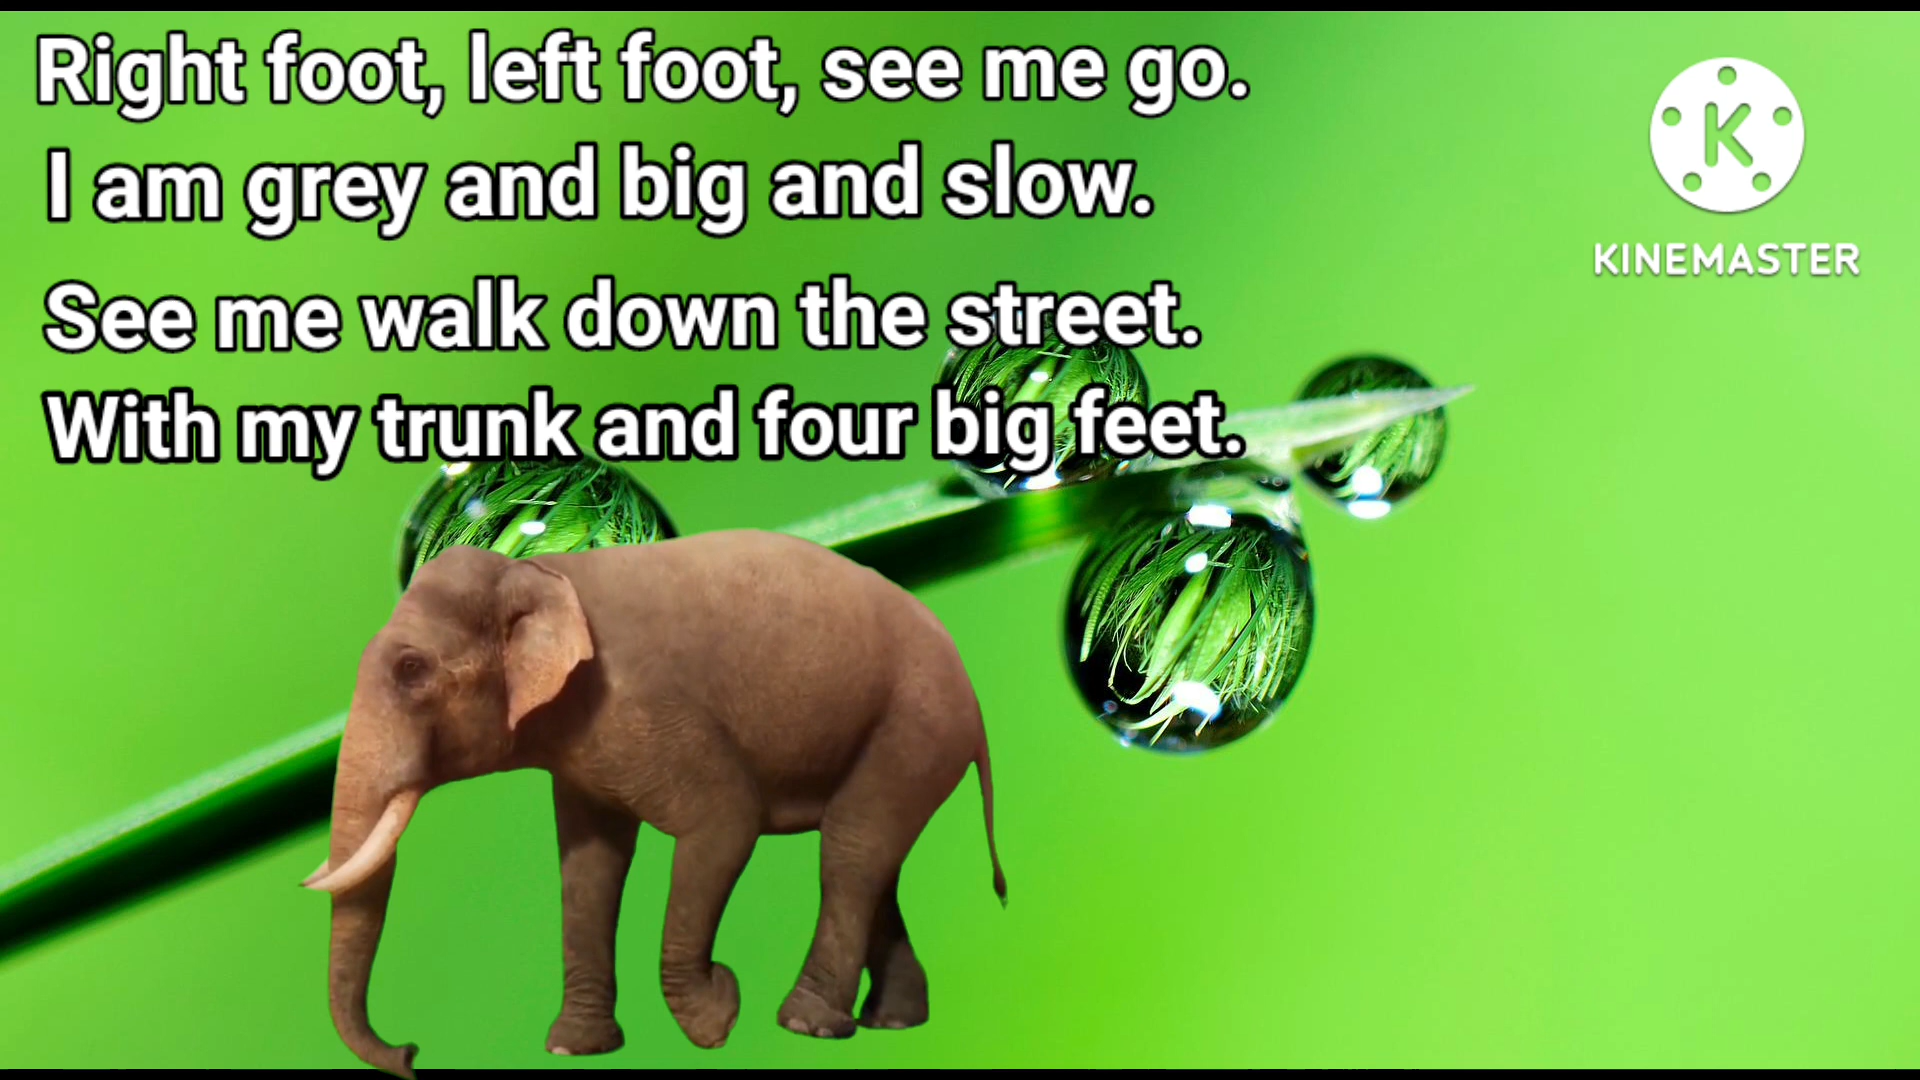 Right foot, left foot, see me go.
I am grey and big and slow.
See me walk down the street.
With my trunk and four big feet.
K
KINEMASTER